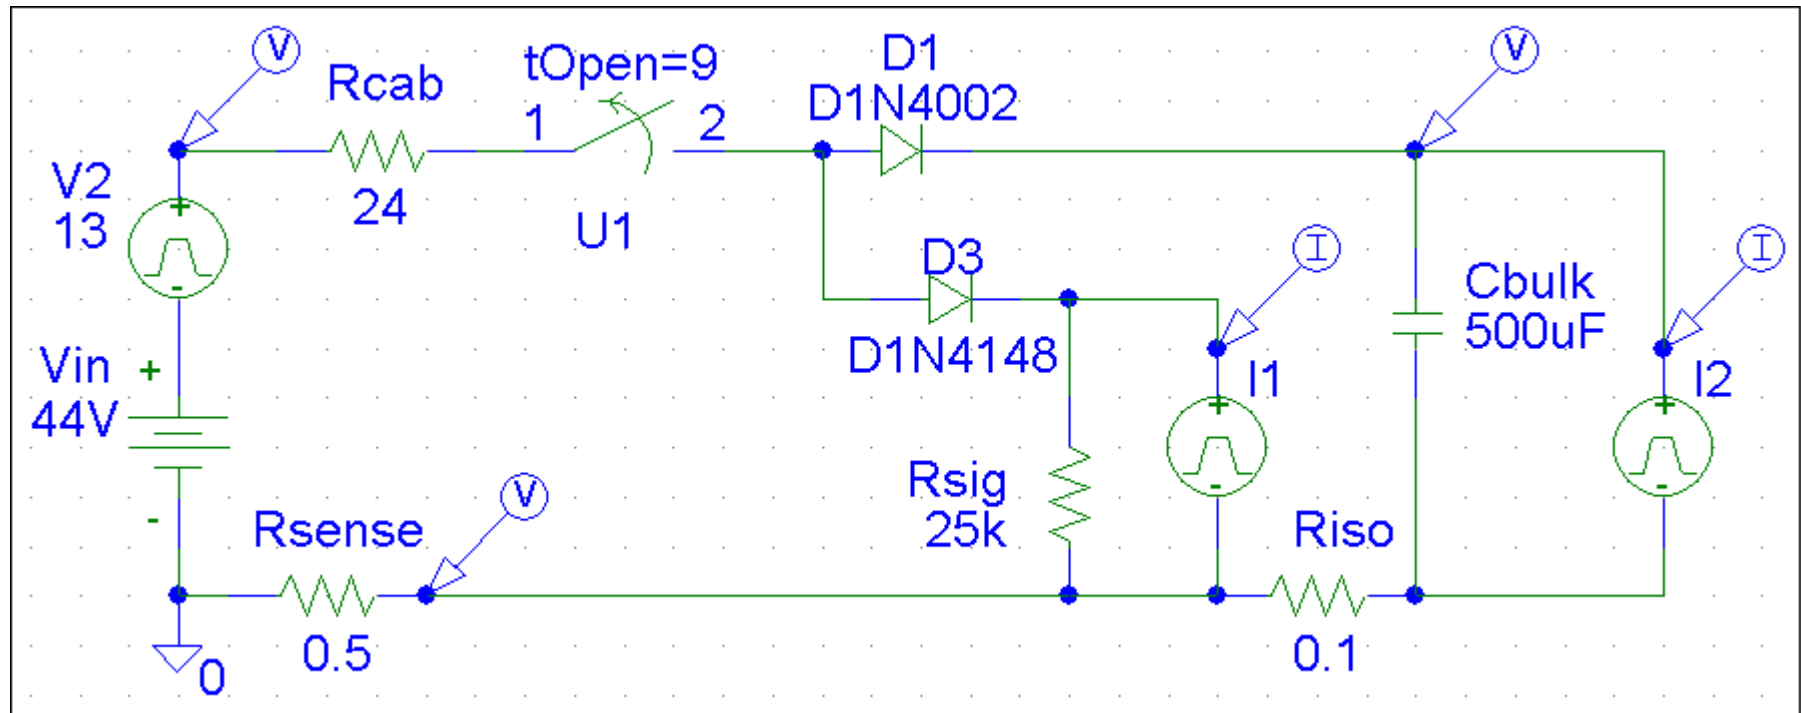 V
Rcab
24
tOpen=9
1
2
U1
D1
D1N4002
V
V2
13
+
-
D3
D1N4148
I
I
Cbulk
500uF
Vin
+
44V
-
I1
+
-
I2
+
-
Rsig
25k
Rsense
0.5
V
Riso
0.1
0